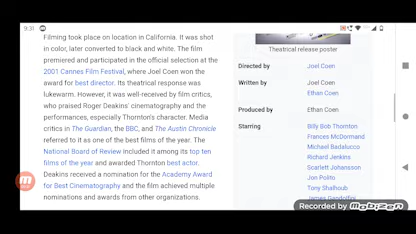 9:31
Filming took place on location in California. It was shot
in color, later converted to black and white. The film
premiered and participated in the official selection at the
2001 Cannes Film Festival, where Joel Coen won the
award for best director. Its theatrical response was
lukewarm. However, it was well-received by film critics,
who praised Roger Deakins' cinematography and the
performances, especially Thornton's character. Media
critics in The Guardian, the BBC, and The Austin Chronicle
referred to it as one of the best films of the year. The
National Board of Review included it among its top ten
films of the year and awarded Thornton best actor.
Deakins received a nomination for the Academy Award
for Best Cinematography and the film achieved multiple
nominations and awards from other organizations.
Theatrical release poster
Directed by Joel Coen
Written by Joel Coen
Ethan Coen
Produced by Ethan Coen
Starring Billy Bob Thornton
Frances McDormand
Michael Badalucco
Richard Jenkins
Scarlett Johansson
Jon Polito
Tony Shalhoub
James Gandolfini
Recorded by Mobizen